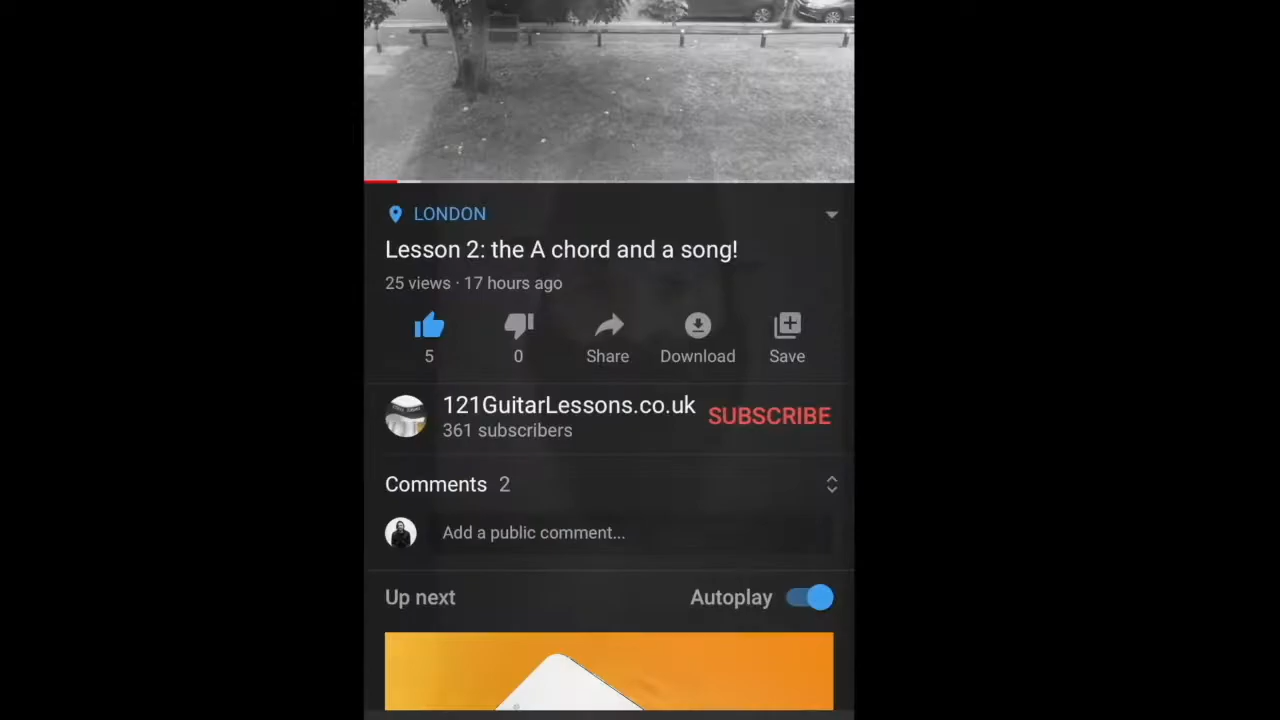 LONDON
Lesson 2: the A chord and a song!
25 views · 17 hours ago
5 0 Share Download Save
121GuitarLessons.co.uk SUBSCRIBE
361 subscribers
Comments 2
Add a public comment...
Up next Autoplay